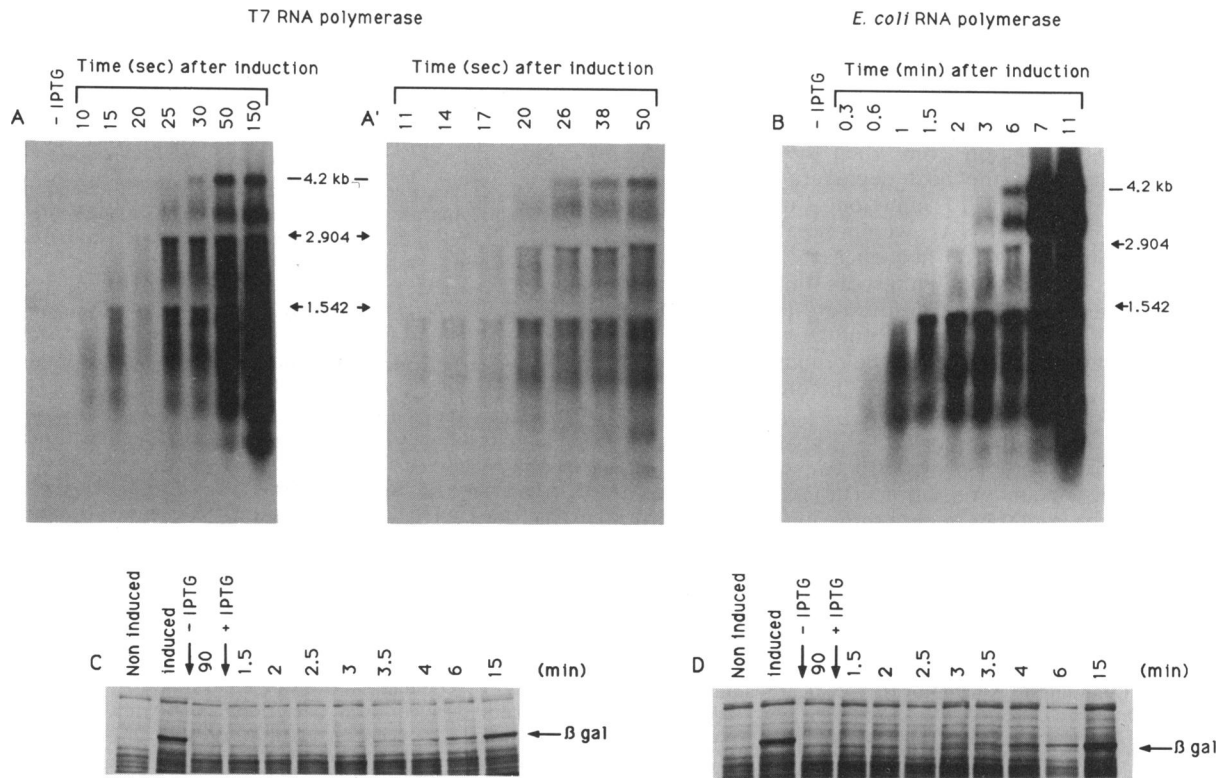 T7 RNA polymerase
E. coli RNA polymerase
Time (sec) after induction
Time (sec) after induction
Time (min) after induction
A
- IPTG
10
15
20
25
30
50
150
A'
11
14
17
20
26
38
50
B
- IPTG
0.3
0.6
1
1.5
2
3
6
7
11
4.2 kb
2.904
1.542
4.2 kb
2.904
1.542
C
Non induced
induced
- IPTG
90
+ IPTG
1.5
2
2.5
3
3.5
4
6
15
(min)
ß gal
D
Non induced
induced
- IPTG
90
+ IPTG
1.5
2
2.5
3
3.5
4
6
15
(min)
ß gal